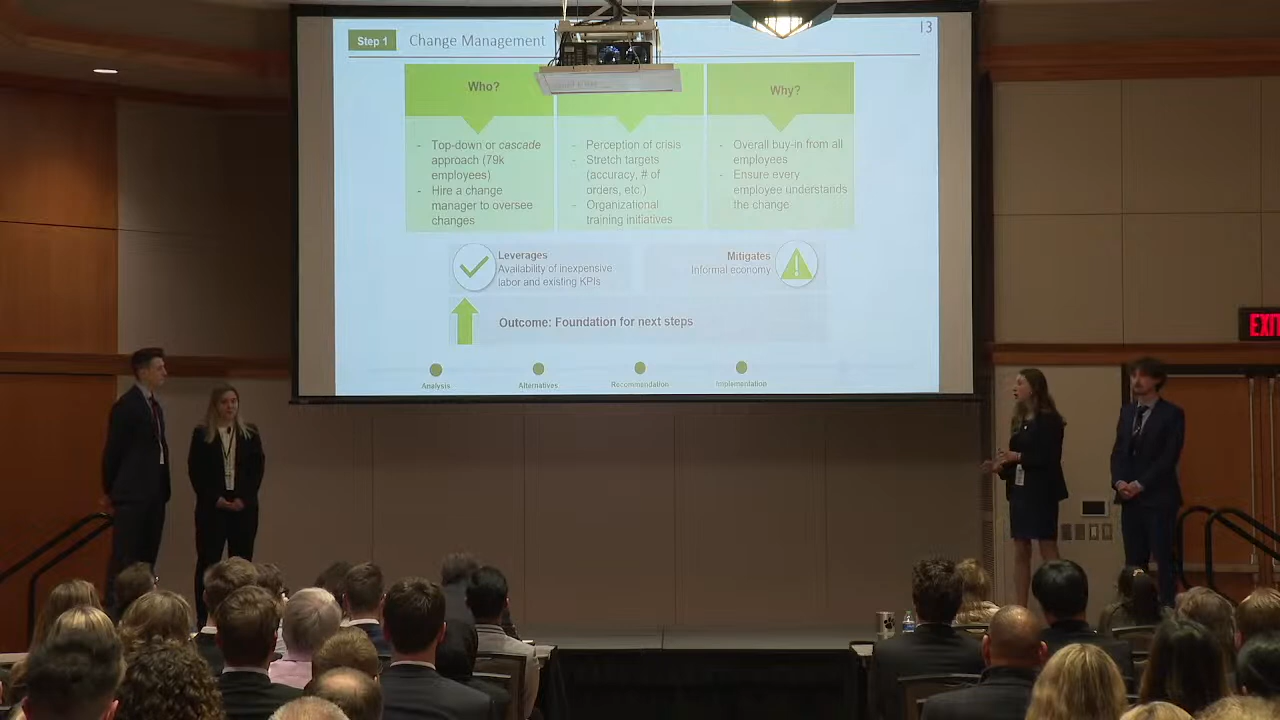 Step 1 Change Management
13
Who?
Why?
- Top-down or cascade
approach (79k
employees)
- Hire a change
manager to oversee
changes
- Perception of crisis
- Stretch targets
(accuracy, # of
orders, etc.)
- Organizational
training initiatives
- Overall buy-in from all
employees
- Ensure every
employee understands
the change
Leverages
Availability of inexpensive
labor and existing KPIs
Mitigates
Informal economy
Outcome: Foundation for next steps
Analysis
Alternatives
Recommendation
Implementation
EXIT